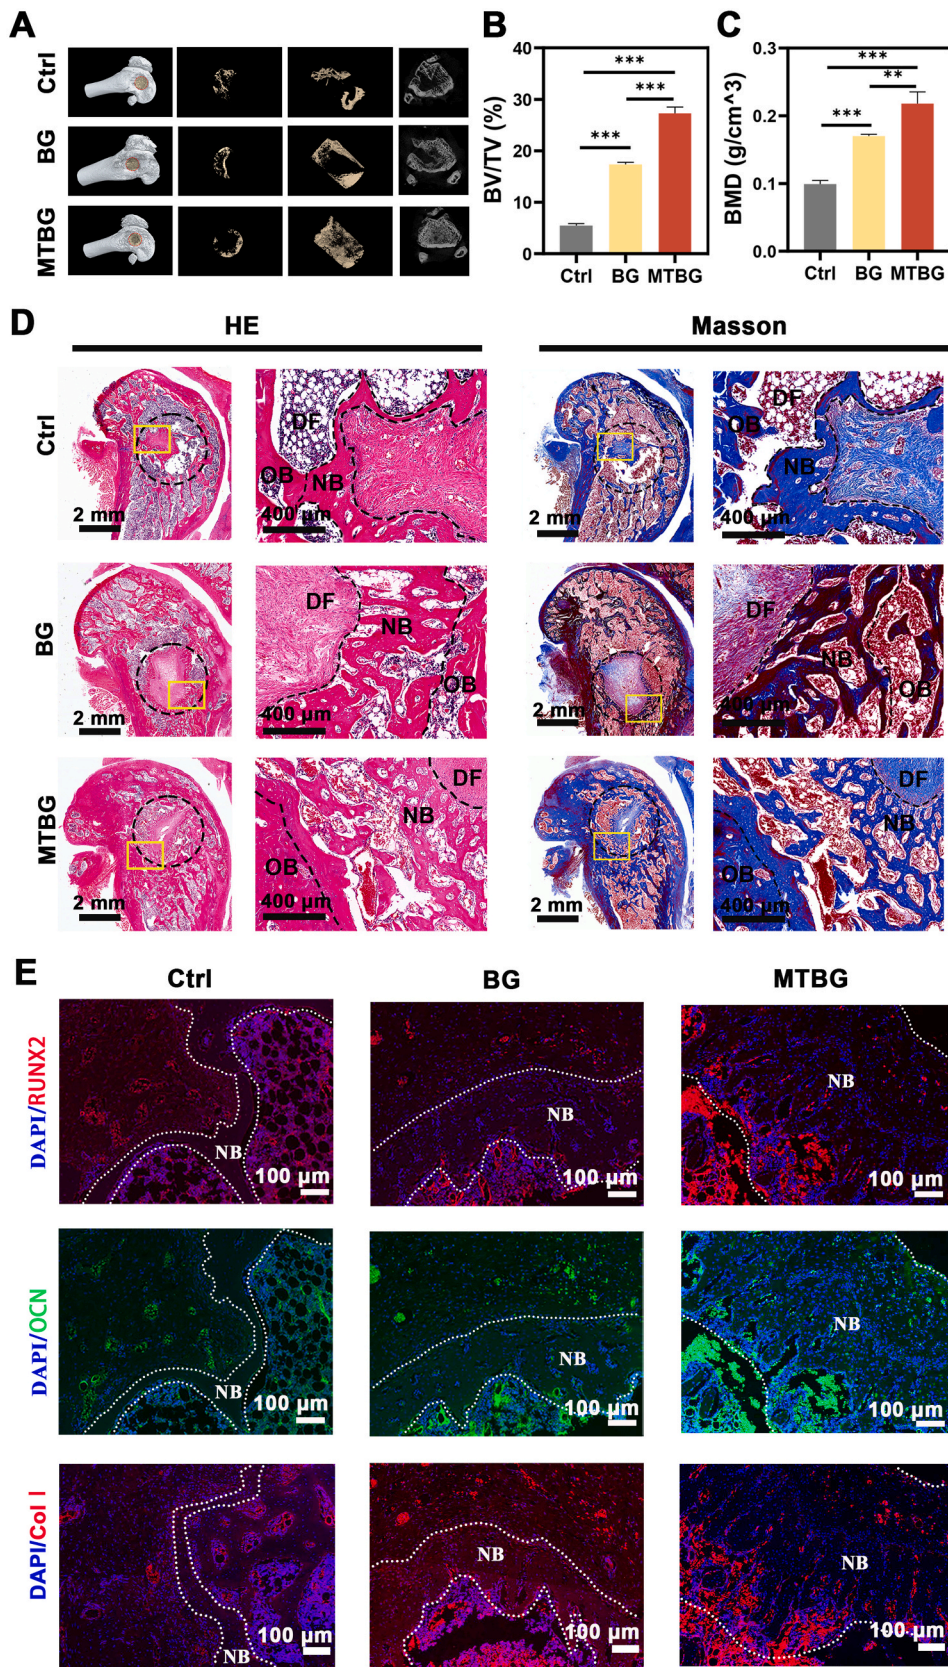 A
Ctrl
BG
MTBG
B
BV/TV (%)
40
30
20
10
0
***
***
***
Ctrl BG MTBG
C
BMD (g/cm^3)
0.3
0.2
0.1
0.0
***
**
***
Ctrl BG MTBG
D
HE
Masson
Ctrl
2 mm
DF
OB
NB
400 μm
2 mm
DF
OB
NB
400 μm
BG
2 mm
DF
NB
OB
400 μm
2 mm
DF
NB
OB
400 μm
MTBG
2 mm
DF
NB
OB
400 μm
2 mm
DF
NB
OB
400 μm
E
Ctrl
BG
MTBG
DAPI/RUNX2
NB
100 μm
NB
100 μm
NB
100 μm
DAPI/OCN
NB
100 μm
NB
100 μm
NB
100 μm
DAPI/Col I
NB
100 μm
NB
100 μm
NB
100 μm